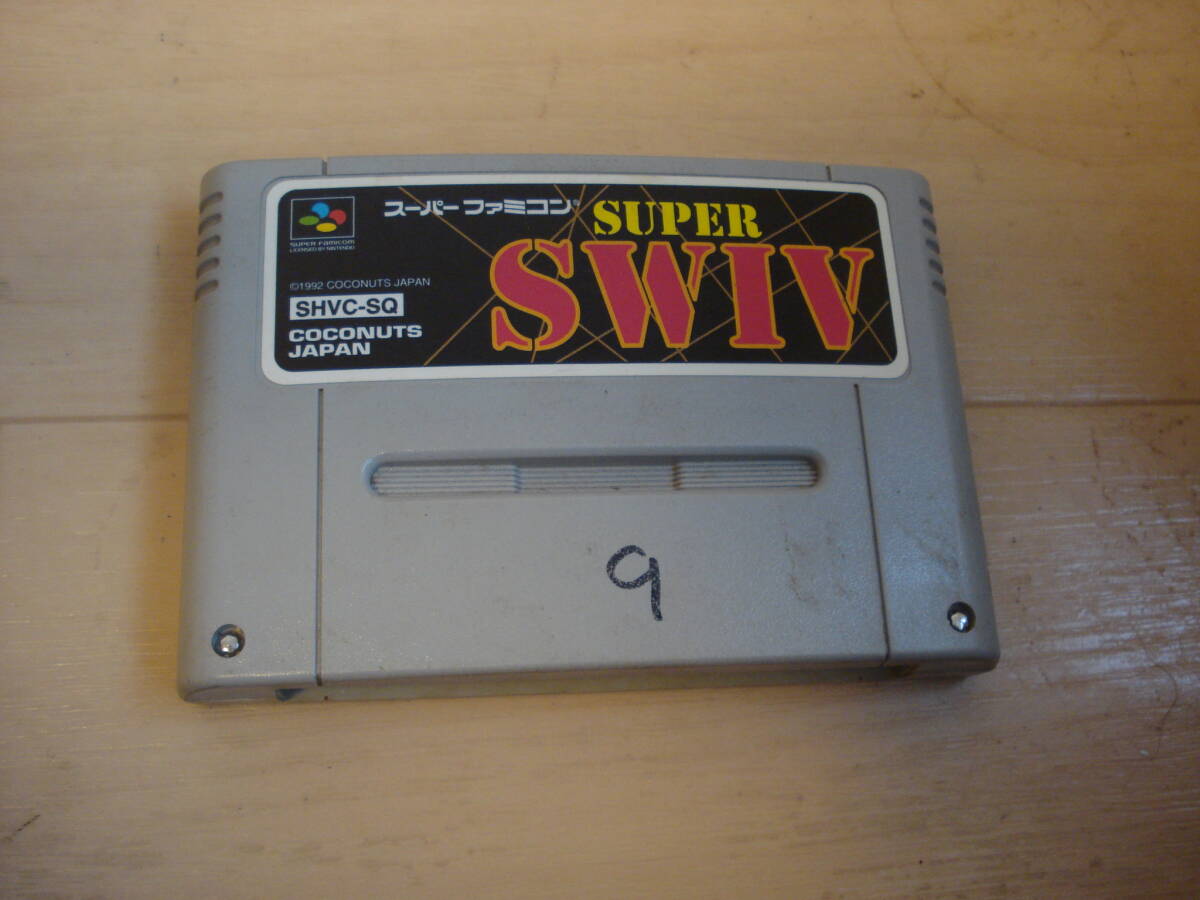 スーパーファミコン®
SUPER
SWIV
SUPER FAMICOM
LICENSED BY NINTENDO
©1992 COCONUTS JAPAN
SHVC-SQ
COCONUTS
JAPAN
9